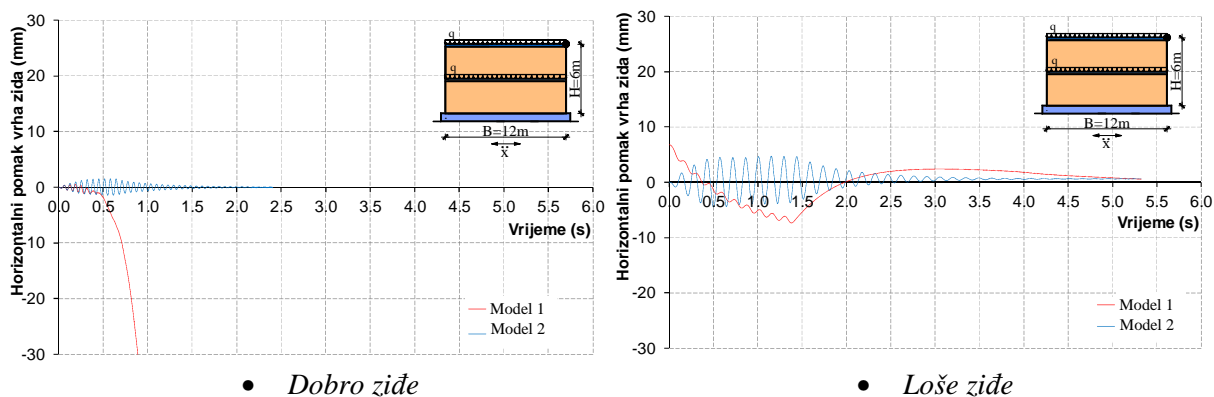 Horizontalni pomak vrha zida (mm)
30
20
10
0
-10
-20
-30
0.0 0.5 1.0 1.5 2.0 2.5 3.0 3.5 4.0 4.5 5.0 5.5 6.0
Vrijeme (s)
q
q
H=6m
B=12m
ẍ
Model 1
Model 2
• Dobro ziđe
Horizontalni pomak vrha zida (mm)
30
20
10
0
-10
-20
-30
0.0 0.5 1.0 1.5 2.0 2.5 3.0 3.5 4.0 4.5 5.0 5.5 6.0
Vrijeme (s)
q
q
H=6m
B=12m
ẍ
Model 1
Model 2
• Loše ziđe